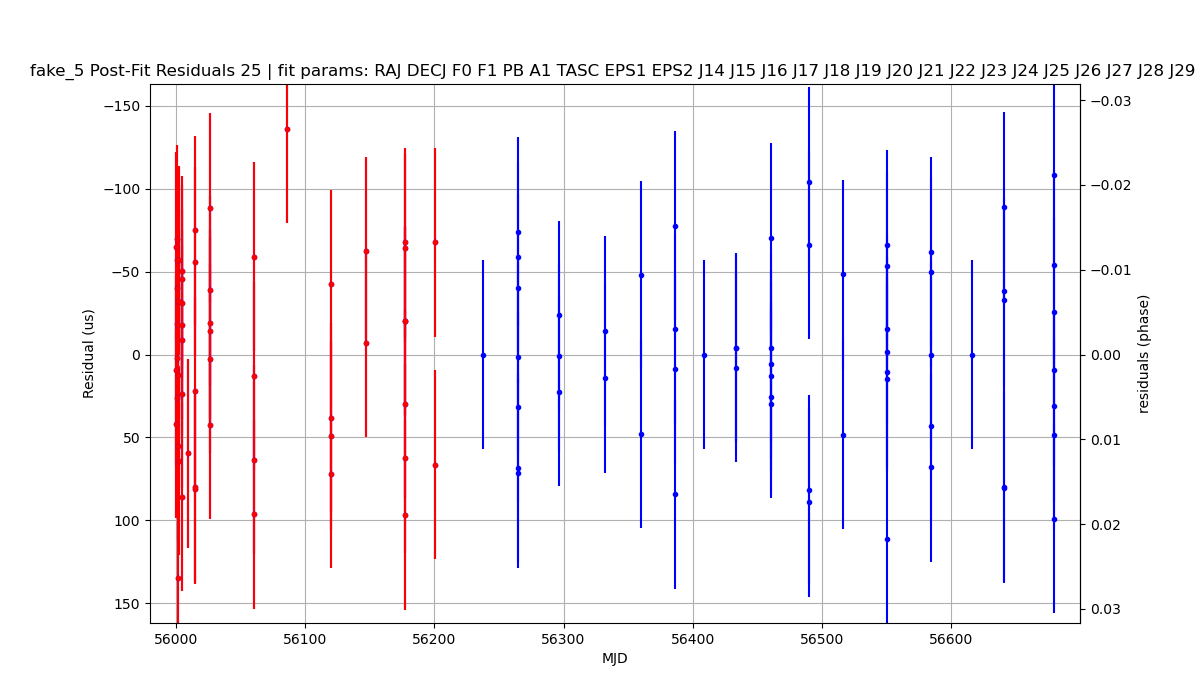 fake_5 Post-Fit Residuals 25 | fit params: RAJ DECJ F0 F1 PB A1 TASC EPS1 EPS2 J14 J15 J16 J17 J18 J19 J20 J21 J22 J23 J24 J25 J26 J27 J28 J29
−150
−100
−50
0
50
100
150
Residual (us)
−0.03
−0.02
−0.01
0.00
0.01
0.02
0.03
residuals (phase)
56000 56100 56200 56300 56400 56500 56600
MJD